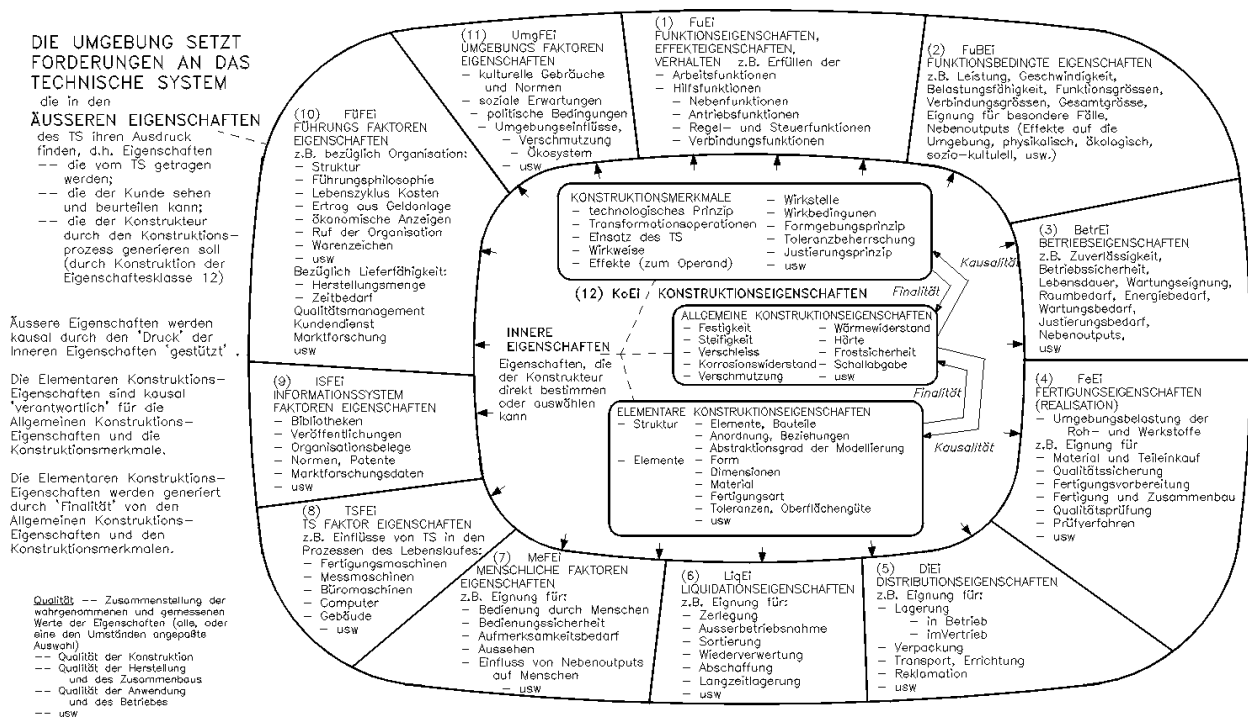 DIE UMGEBUNG SETZT
FORDERUNGEN AN DAS
TECHNISCHE SYSTEM
die in den
ÄUSSEREN EIGENSCHAFTEN
des TS ihren Ausdruck
finden, d.h. Eigenschaften
-- die vom TS getragen
werden;
-- die der Kunde sehen
und beurteilen kann;
-- die der Konstrukteur
durch den Konstruktions-
prozess generieren soll
(durch Konstruktion der
Eigenschaftesklasse 12)
Äussere Eigenschaften werden
kausal durch den 'Druck' der
Inneren Eigenschaften 'gestützt'.
Die Elementaren Konstruktions-
Eigenschaften sind kausal
'verantwortlich' für die
Allgemeinen Konstruktions-
Eigenschaften und die
Konstruktionsmerkmale.
Die Elementaren Konstruktions-
Eigenschaften werden generiert
durch 'Finalität' von den
Allgemeinen Konstruktions-
Eigenschaften und den
Konstruktionsmerkmalen.
Qualität -- Zusammenstellung der
wahrgenommenen und gemessenen
Werte der Eigenschaften (alle, oder
eine den Umständen angepaßte
Auswahl)
-- Qualität der Konstruktion
-- Qualität der Herstellung
und des Zusammenbaus
-- Qualität der Anwendung
und des Betriebes
-- usw
(1) FuEi
FUNKTIONSEIGENSCHAFTEN,
EFFEKTEIGENSCHAFTEN,
VERHALTEN z.B. Erfüllen der
- Arbeitsfunktionen
- Hilfsfunktionen
- Nebenfunktionen
- Antriebsfunktionen
- Regel- und Steuerfunktionen
- Verbindungsfunktionen
(2) FuBEi
FUNKTIONSBEDINGTE EIGENSCHAFTEN
z.B. Leistung, Geschwindigkeit,
Belastungsfähigkeit, Funktionsgrössen,
Verbindungsgrössen, Gesamtgrösse,
Eignung für besondere Fälle,
Nebenoutputs (Effekte auf die
Umgebung, physikalisch, ökologisch,
sozio-kultulell, usw.)
(3) BetrEi
BETRIEBSEIGENSCHAFTEN
z.B. Zuverlässigkeit,
Betriebssicherheit,
Lebensdauer, Wartungseignung,
Raumbedarf, Energiebedarf,
Wartungsbedarf,
Justierungsbedarf,
Nebenoutputs,
usw
(4) FeEi
FERTIGUNGSEIGENSCHAFTEN
(REALISATION)
- Umgebungsbelastung der
Roh- und Werkstoffe
z.B. Eignung für
- Material und Teileinkauf
- Qualitätssicherung
- Fertigungsvorbereitung
- Fertigung und Zusammenbau
- Qualitätsprüfung
- Prüfverfahren
- usw
(5) DiEi
DISTRIBUTIONSEIGENSCHAFTEN
z.B. Eignung für:
- Lagerung
- in Betrieb
- imVertrieb
- Verpackung
- Transport, Errichtung
- Reklamation
- usw
(6) LiqEi
LIQUIDATIONSEIGENSCHAFTEN
z.B. Eignung für:
- Zerlegung
- Ausserbetriebsnahme
- Sortierung
- Wiederverwertung
- Abschaffung
- Langzeitlagerung
- usw
(7) MeFEi
MENSCHLICHE FAKTOREN
EIGENSCHAFTEN
z.B. Eignung für:
- Bedienung durch Menschen
- Bedienungssicherheit
- Aufmerksamkeitsbedarf
- Aussehen
- Einfluss von Nebenoutputs
auf Menschen
- usw
(8) TSFEi
TS FAKTOR EIGENSCHAFTEN
z.B. Einflüsse von TS in den
Prozessen des Lebenslaufes:
- Fertigungsmaschinen
- Messmaschinen
- Büromaschinen
- Computer
- Gebäude
- usw
(9) ISFEi
INFORMATIONSSYSTEM
FAKTOREN EIGENSCHAFTEN
- Bibliotheken
- Veröffentlichungen
- Organisationsbelege
- Normen, Patente
- Marktforschungsdaten
- usw
(10) FüFEi
FÜHRUNGS FAKTOREN
EIGENSCHAFTEN
z.B. bezüglich Organisation:
- Struktur
- Führungsphilosophie
- Lebenszyklus Kosten
- Ertrag aus Geldanlage
- ökonomische Anzeigen
- Ruf der Organisation
- Warenzeichen
- usw
Bezüglich Lieferfähigkeit:
- Herstellungsmenge
- Zeitbedarf
Qualitätsmanagement
Kundendienst
Marktforschung
usw
(11) UmgFEi
UMGEBUNGS FAKTOREN
EIGENSCHAFTEN
- kulturelle Gebräuche
und Normen
- soziale Erwartungen
- politische Bedingungen
- Umgebungseinflüsse,
- Verschmutzung
- Ökosystem
- usw
KONSTRUKTIONSMERKMALE
- technologisches Prinzip
- Transformationsoperationen
- Einsatz des TS
- Wirkweise
- Effekte (zum Operand)
- Wirkstelle
- Wirkbedingunen
- Formgebungsprinzip
- Toleranzbeherrschung
- Justierungsprinzip
- usw
Kausalität
Finalität
(12) KoEi KONSTRUKTIONSEIGENSCHAFTEN
INNERE
EIGENSCHAFTEN
Eigenschaften, die
der Konstrukteur
direkt bestimmen
oder auswählen
kann
ALLGEMEINE KONSTRUKTIONSEIGENSCHAFTEN
- Festigkeit
- Steifigkeit
- Verschleiss
- Korrosionswiderstand
- Verschmutzung
- Wärmewiderstand
- Härte
- Frostsicherheit
- Schallabgabe
- usw
Finalität
Kausalität
ELEMENTARE KONSTRUKTIONSEIGENSCHAFTEN
- Struktur - Elemente, Bauteile
- Anordnung, Beziehungen
- Abstraktionsgrad der Modellierung
- Elemente - Form
- Dimensionen
- Material
- Fertigungsart
- Toleranzen, Oberflächengüte
- usw